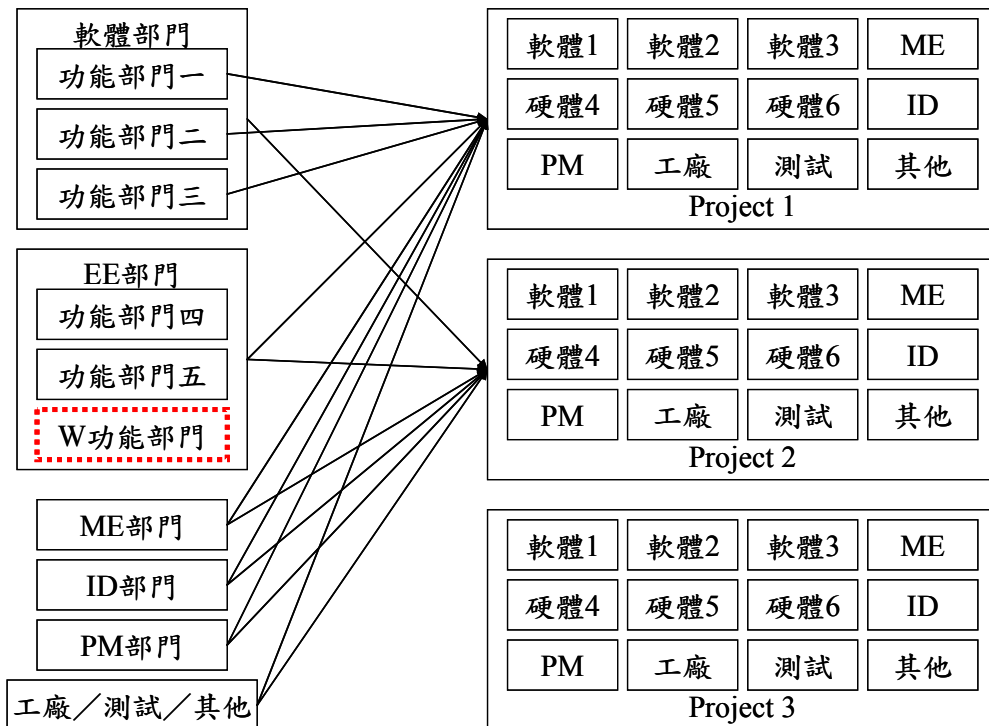 軟體部門
功能部門一
功能部門二
功能部門三
EE部門
功能部門四
功能部門五
W功能部門
ME部門
ID部門
PM部門
工廠／測試／其他
軟體1 軟體2 軟體3 ME
硬體4 硬體5 硬體6 ID
PM 工廠 測試 其他
Project 1
軟體1 軟體2 軟體3 ME
硬體4 硬體5 硬體6 ID
PM 工廠 測試 其他
Project 2
軟體1 軟體2 軟體3 ME
硬體4 硬體5 硬體6 ID
PM 工廠 測試 其他
Project 3